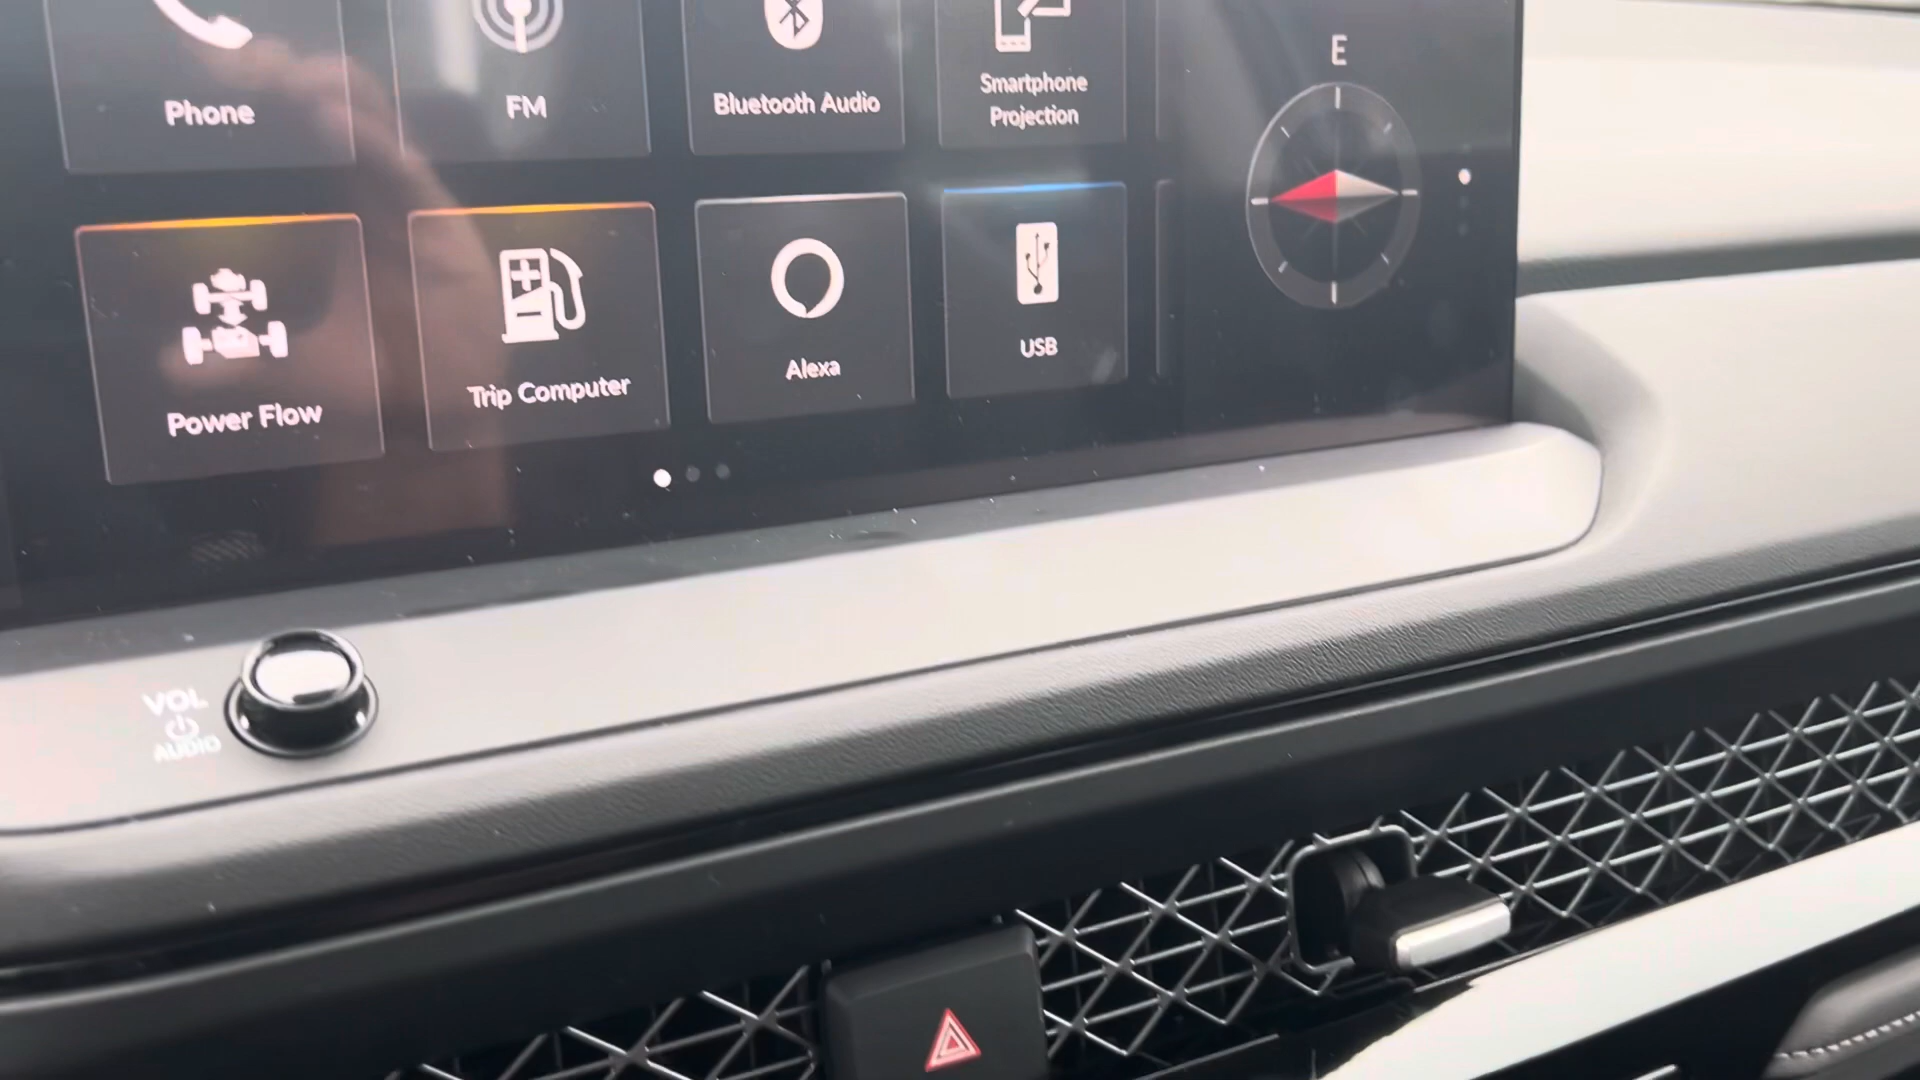 Phone
FM
Bluetooth Audio
Smartphone
Projection
E
Power Flow
Trip Computer
Alexa
USB
VOL
AUDIO